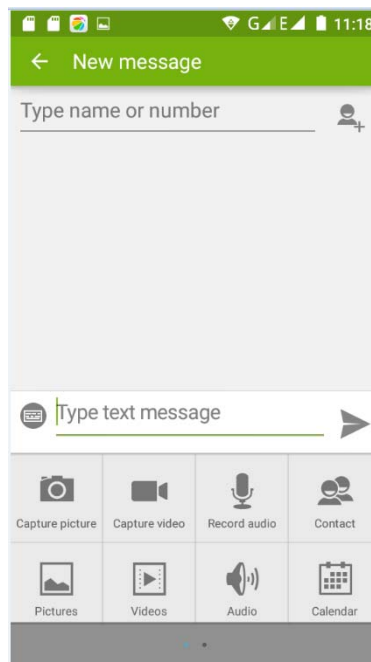 G E 11:18
New message
Type name or number
Type text message
Capture picture Capture video Record audio Contact
Pictures Videos Audio Calendar